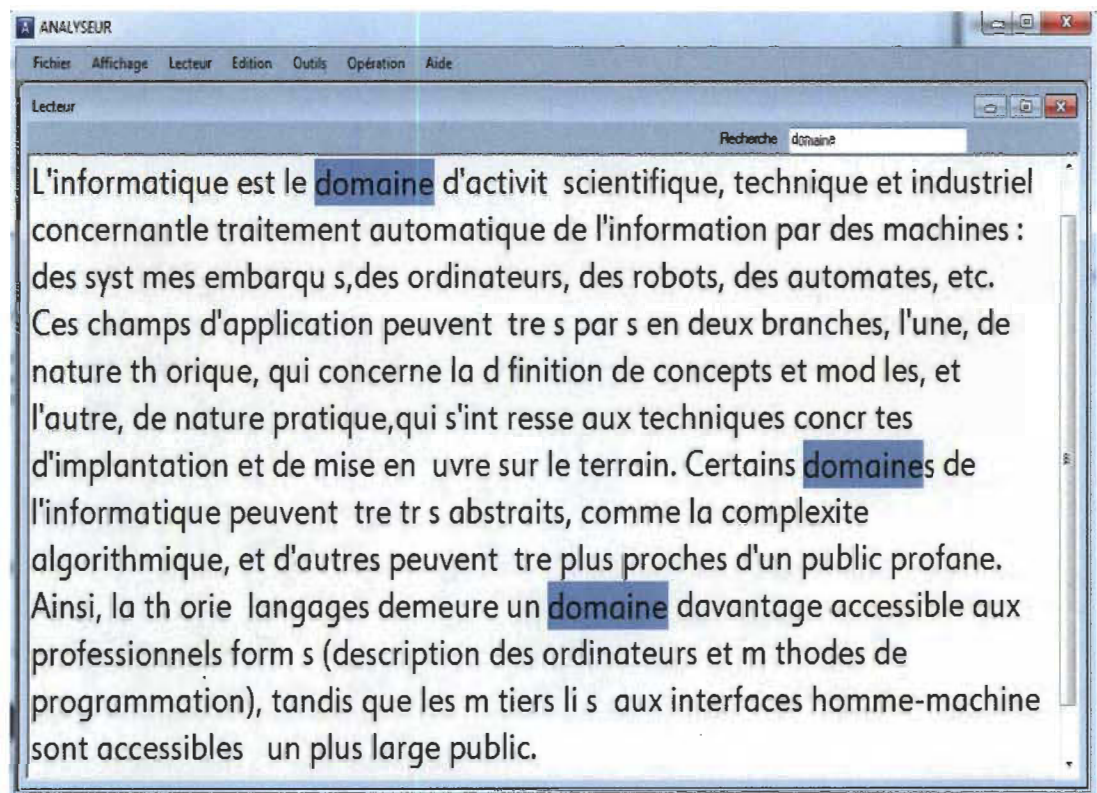 ANALYSEUR
Fichier Affichage Lecteur Edition Outils Opération Aide
Lecteur
Recherche domaine
L'informatique est le domaine d'activit scientifique, technique et industriel
concernantle traitement automatique de l'information par des machines :
des syst mes embarqu s,des ordinateurs, des robots, des automates, etc.
Ces champs d'application peuvent tre s par s en deux branches, l'une, de
nature th orique, qui concerne la d finition de concepts et mod les, et
l'autre, de nature pratique,qui s'int resse aux techniques concr tes
d'implantation et de mise en uvre sur le terrain. Certains domaines de
l'informatique peuvent tre tr s abstraits, comme la complexite
algorithmique, et d'autres peuvent tre plus proches d'un public profane.
Ainsi, la th orie langages demeure un domaine davantage accessible aux
professionnels form s (description des ordinateurs et m thodes de
programmation), tandis que les m tiers li s aux interfaces homme-machine
sont accessibles un plus large public.